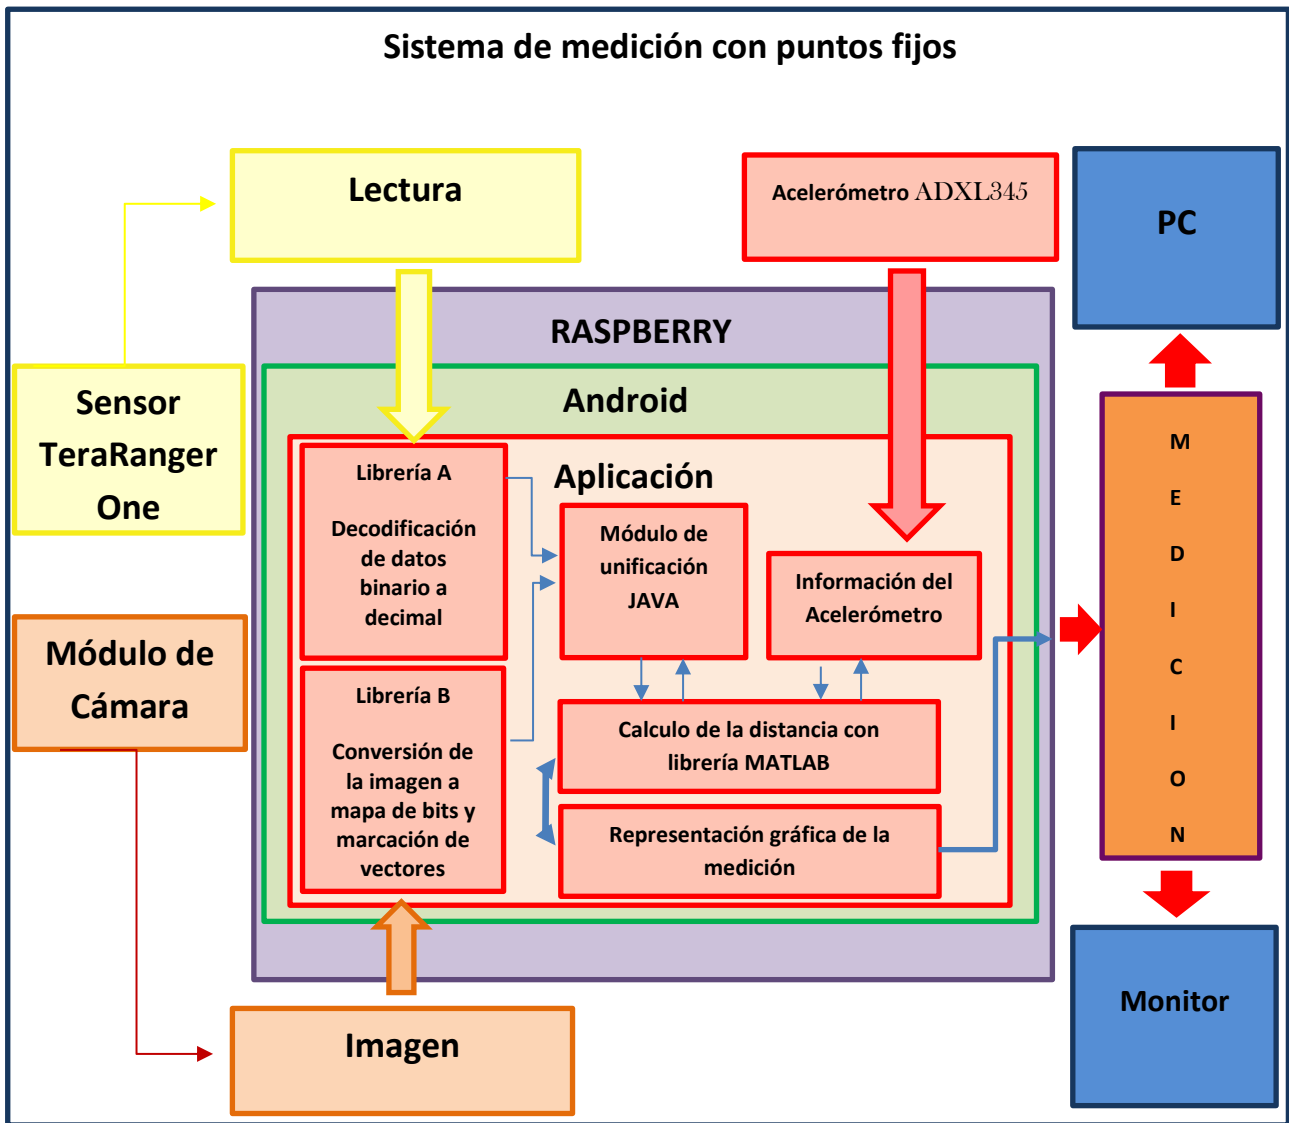 Sistema de medición con puntos fijos
Lectura
Acelerómetro ADXL345
PC
RASPBERRY
Android
Sensor
TeraRanger
One
Aplicación
Librería A
Decodificación
de datos
binario a
decimal
Módulo de
unificación
JAVA
Información del
Acelerómetro
Módulo de
Cámara
Librería B
Conversión de
la imagen a
mapa de bits y
marcación de
vectores
Calculo de la distancia con
librería MATLAB
Representación gráfica de la
medición
M
E
D
I
C
I
O
N
Imagen
Monitor